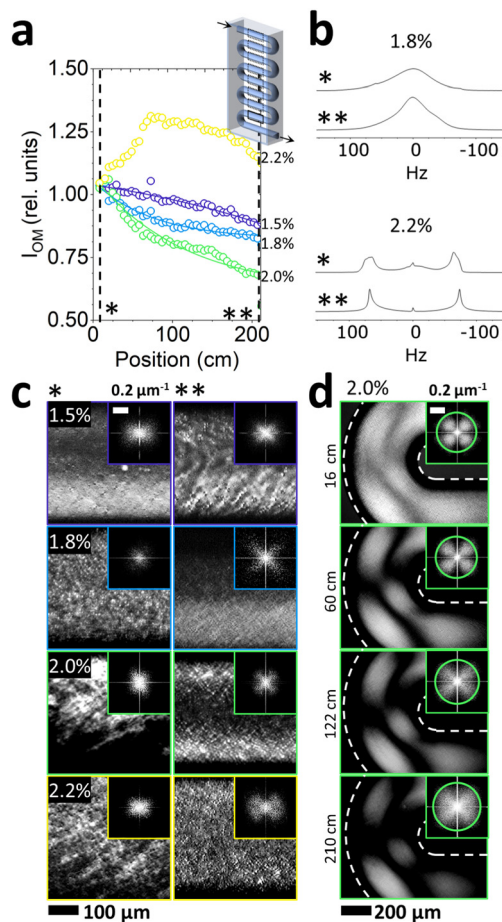 a
1.50
1.25
1.00
0.75
0.50
I_OM (rel. units)
2.2%
1.5%
1.8%
2.0%
*
**
0
100
200
Position (cm)
b
1.8%
*
**
100 0 -100
Hz
2.2%
*
**
100 0 -100
Hz
c
* 0.2 µm⁻¹ **
1.5%
1.8%
2.0%
2.2%
100 µm
d
2.0% 0.2 µm⁻¹
16 cm
60 cm
122 cm
210 cm
200 µm